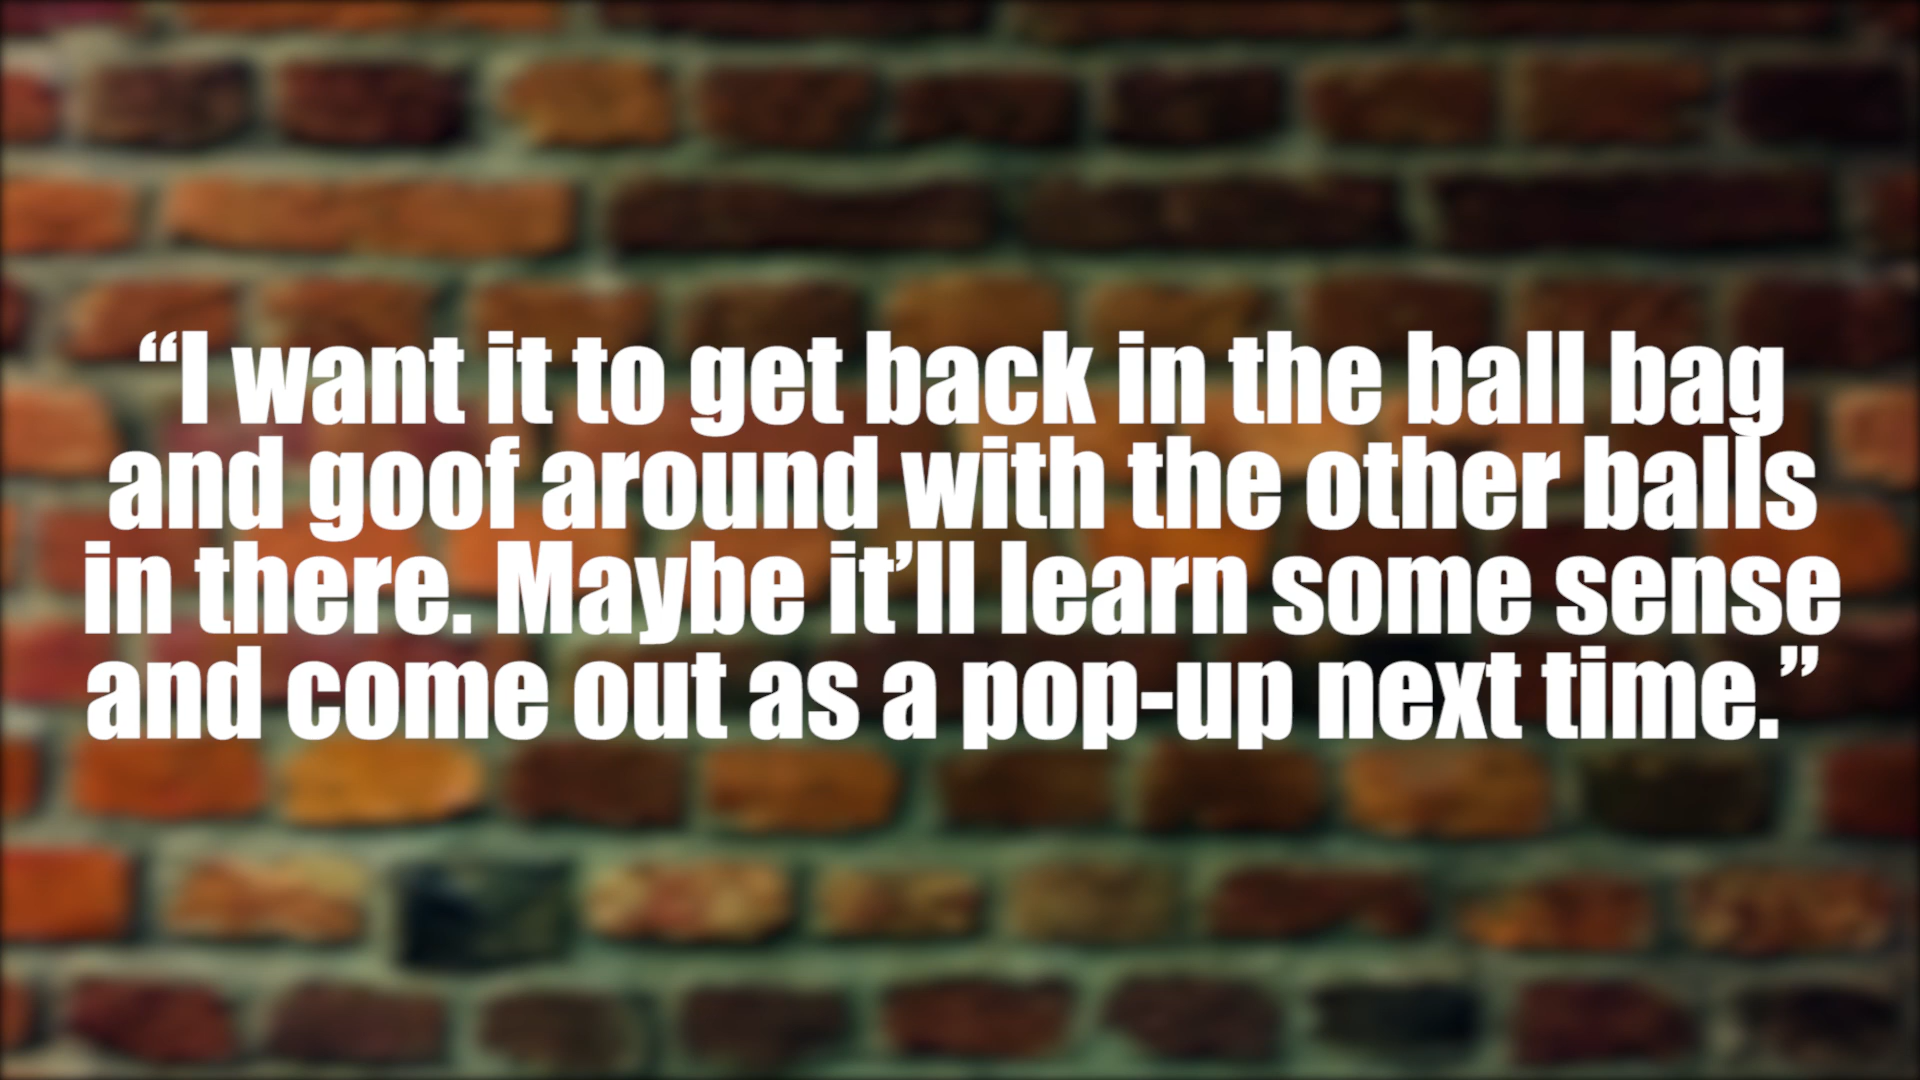 “I want it to get back in the ball bag
and goof around with the other balls
in there. Maybe it’ll learn some sense
and come out as a pop-up next time.”